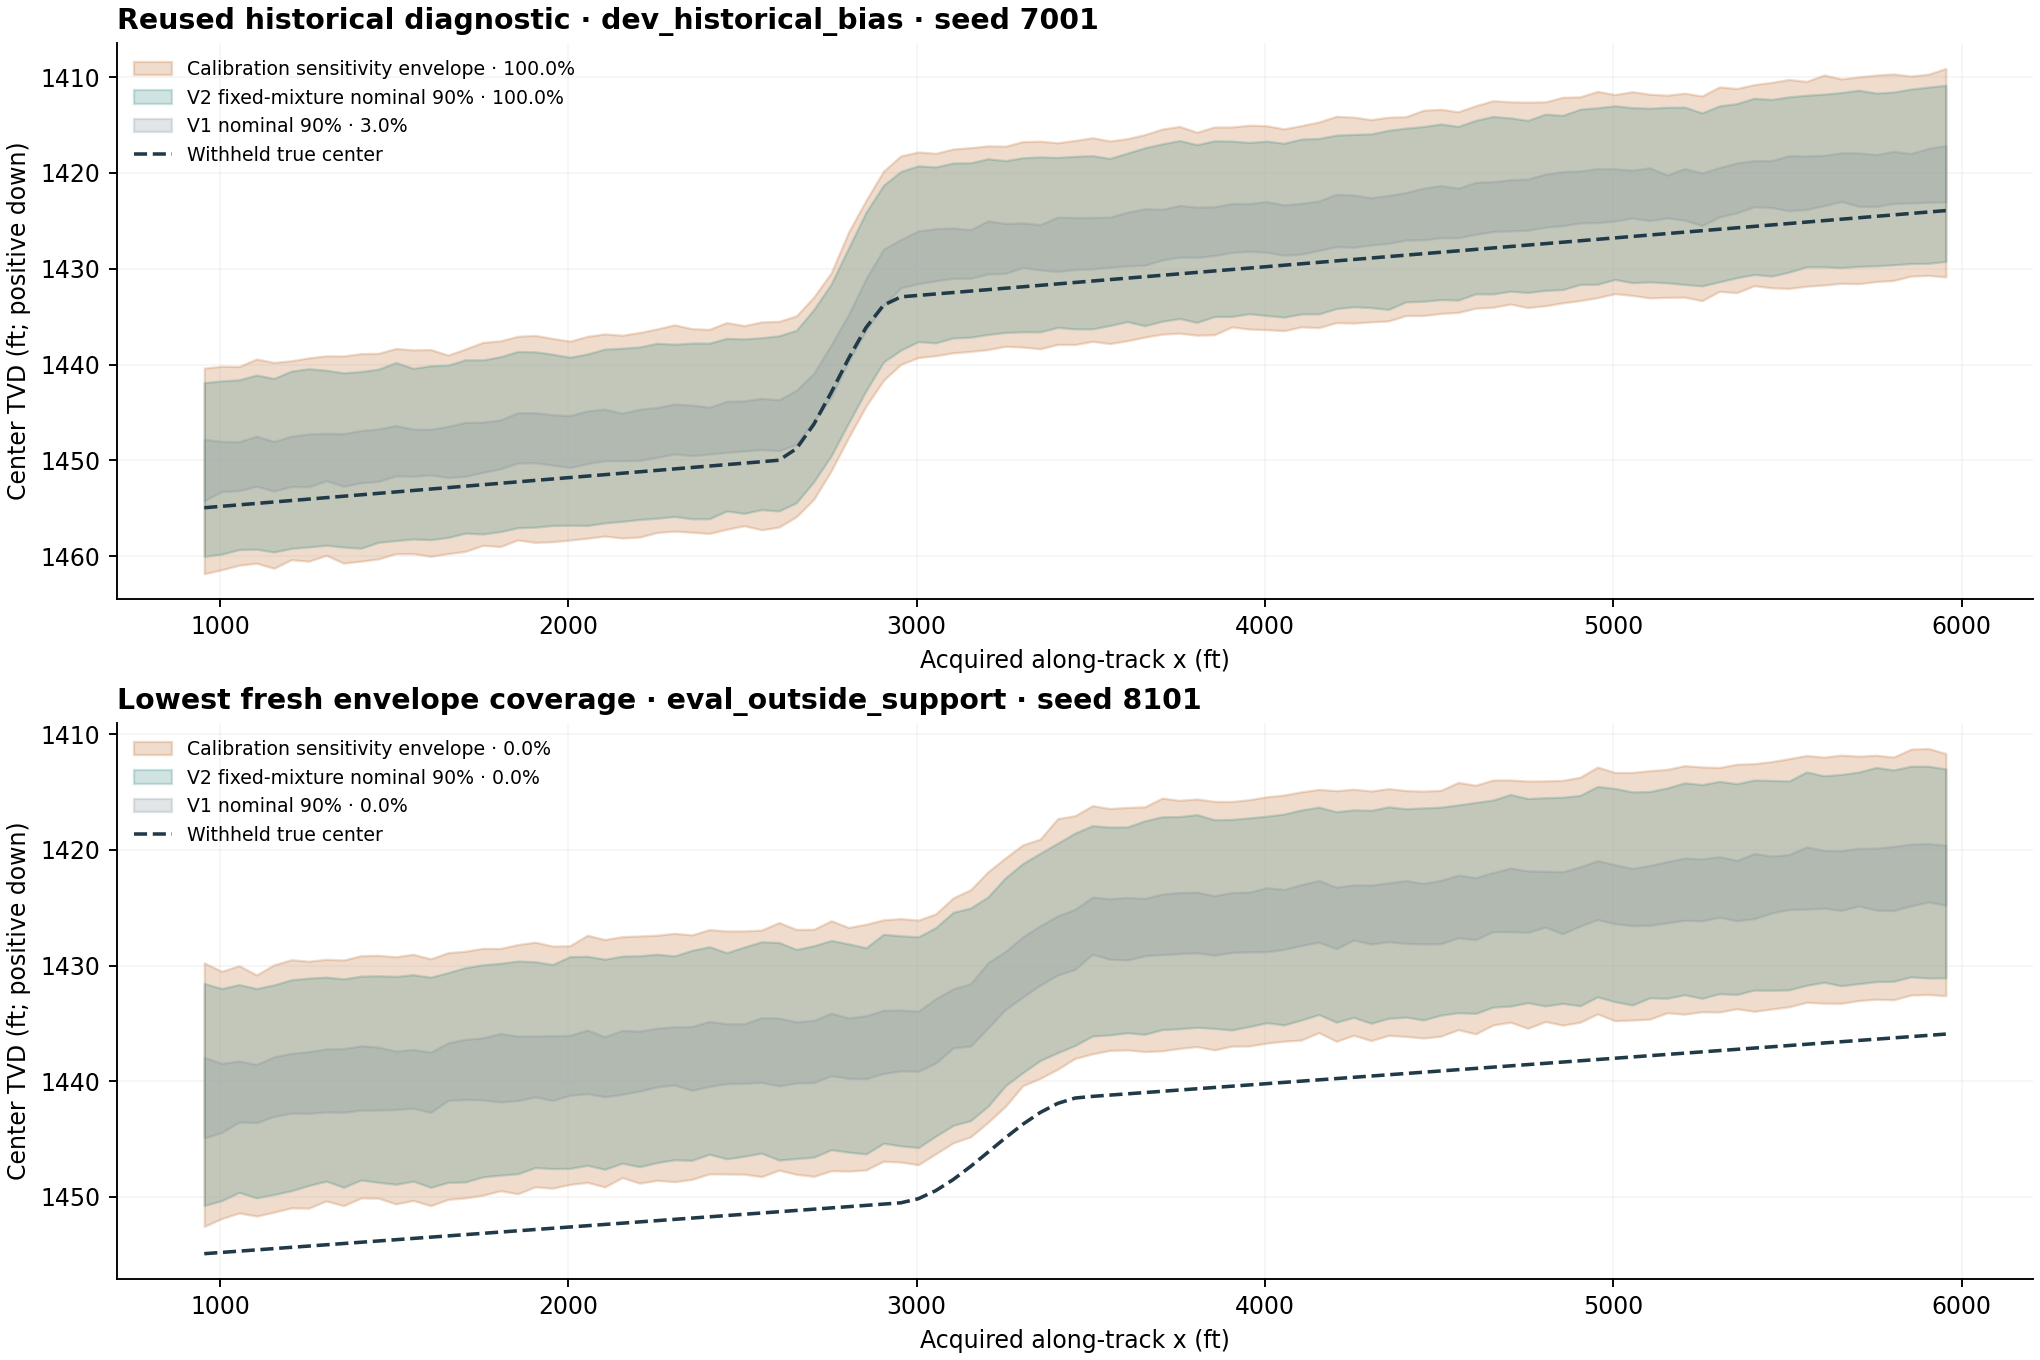 Reused historical diagnostic · dev_historical_bias · seed 7001
Calibration sensitivity envelope · 100.0%
V2 fixed-mixture nominal 90% · 100.0%
V1 nominal 90% · 3.0%
Withheld true center
Center TVD (ft; positive down)
1410
1420
1430
1440
1450
1460
1000 2000 3000 4000 5000 6000
Acquired along-track x (ft)
Lowest fresh envelope coverage · eval_outside_support · seed 8101
Calibration sensitivity envelope · 0.0%
V2 fixed-mixture nominal 90% · 0.0%
V1 nominal 90% · 0.0%
Withheld true center
Center TVD (ft; positive down)
1410
1420
1430
1440
1450
1000 2000 3000 4000 5000 6000
Acquired along-track x (ft)